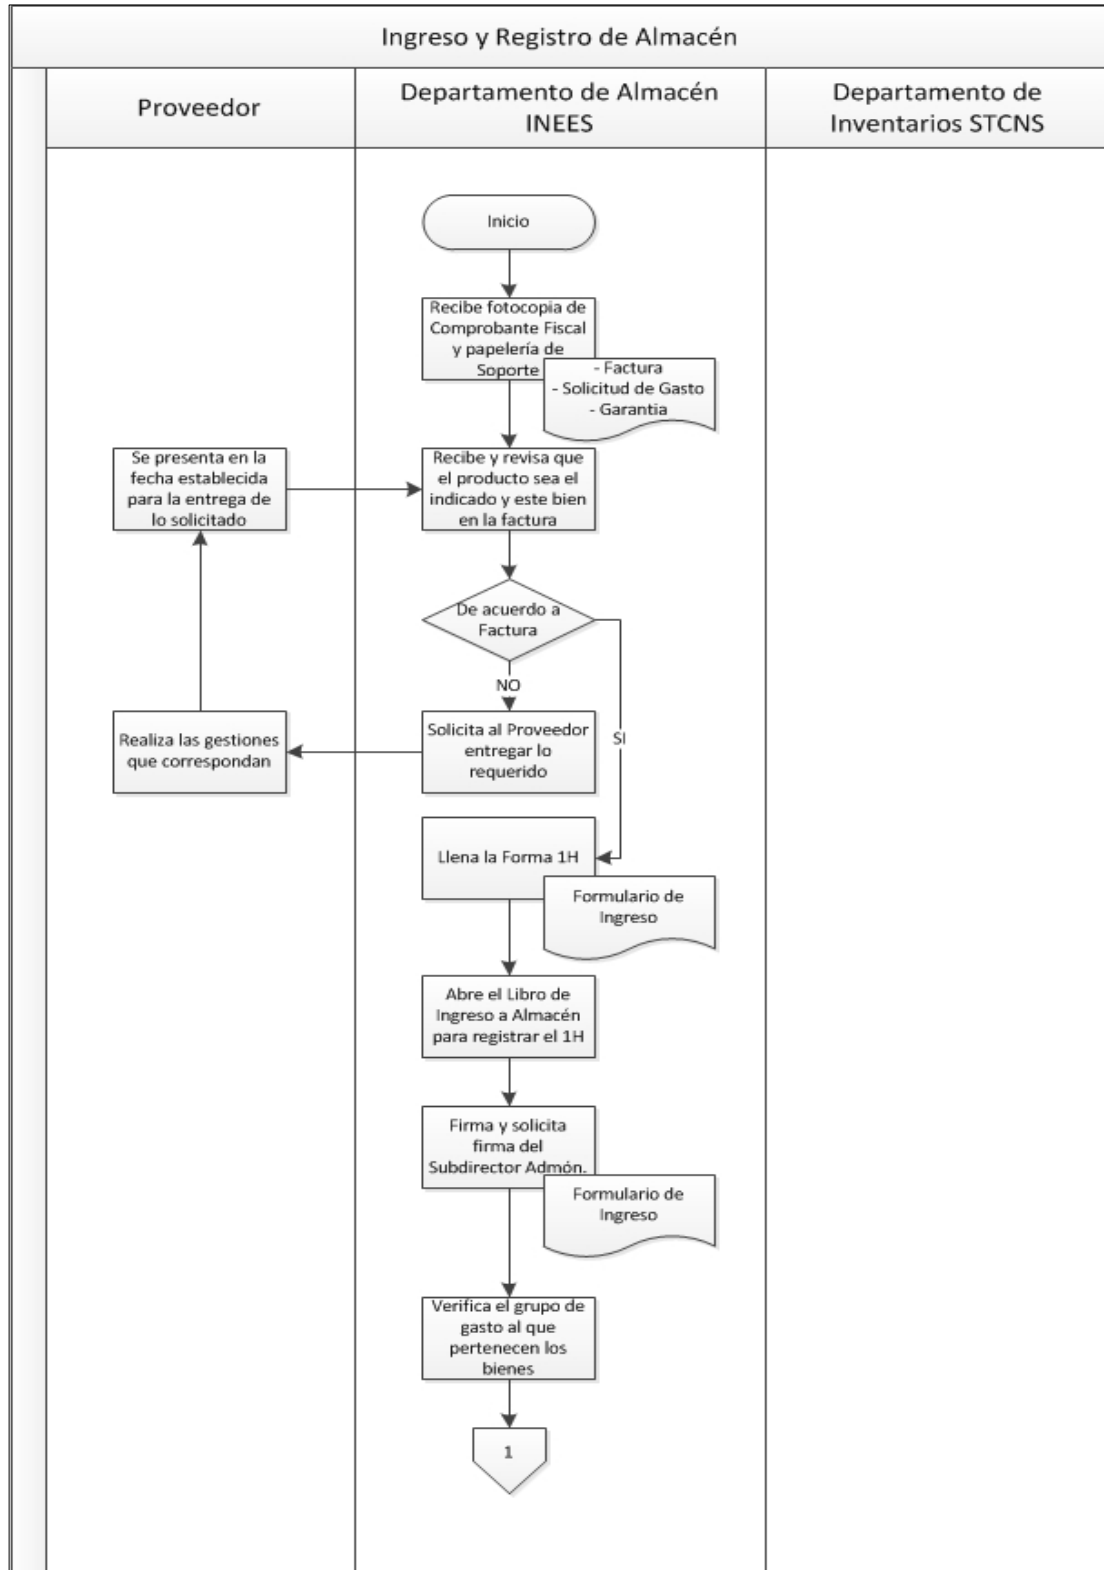 Ingreso y Registro de Almacén
Proveedor
Departamento de Almacén
INEES
Departamento de
Inventarios STCNS
Inicio
Recibe fotocopia de
Comprobante Fiscal
y papelería de
Soporte
- Factura
- Solicitud de Gasto
- Garantia
Se presenta en la
fecha establecida
para la entrega de
lo solicitado
Recibe y revisa que
el producto sea el
indicado y este bien
en la factura
De acuerdo a
Factura
NO
SI
Realiza las gestiones
que correspondan
Solicita al Proveedor
entregar lo
requerido
Llena la Forma 1H
Formulario de
Ingreso
Abre el Libro de
Ingreso a Almacén
para registrar el 1H
Firma y solicita
firma del
Subdirector Admón.
Formulario de
Ingreso
Verifica el grupo de
gasto al que
pertenecen los
bienes
1